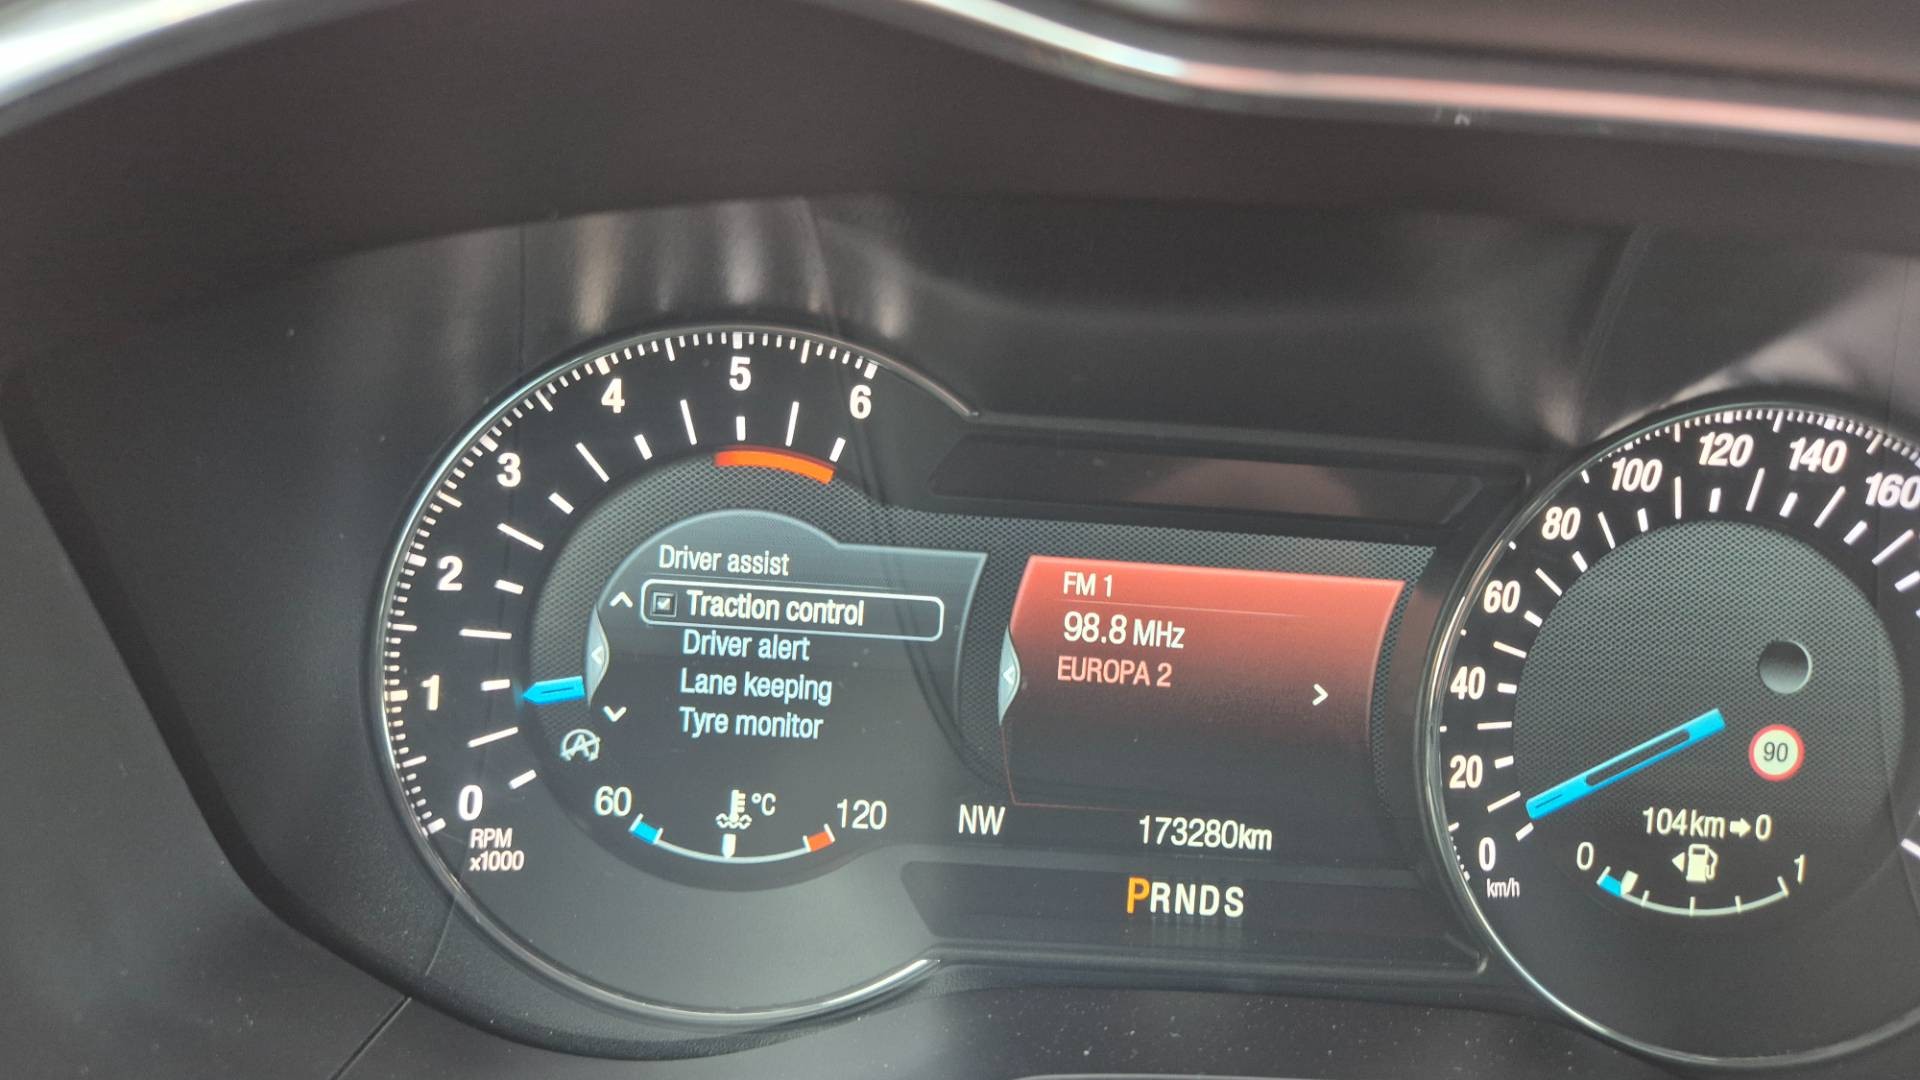 0
1
2
3
4
5
6
RPM
x1000
Driver assist
Traction control
Driver alert
Lane keeping
Tyre monitor
A
60
°C
120
FM 1
98.8 MHz
EUROPA 2
NW
173280km
PRNDS
0
20
40
60
80
100
120
140
160
km/h
90
104km➡0
0
1